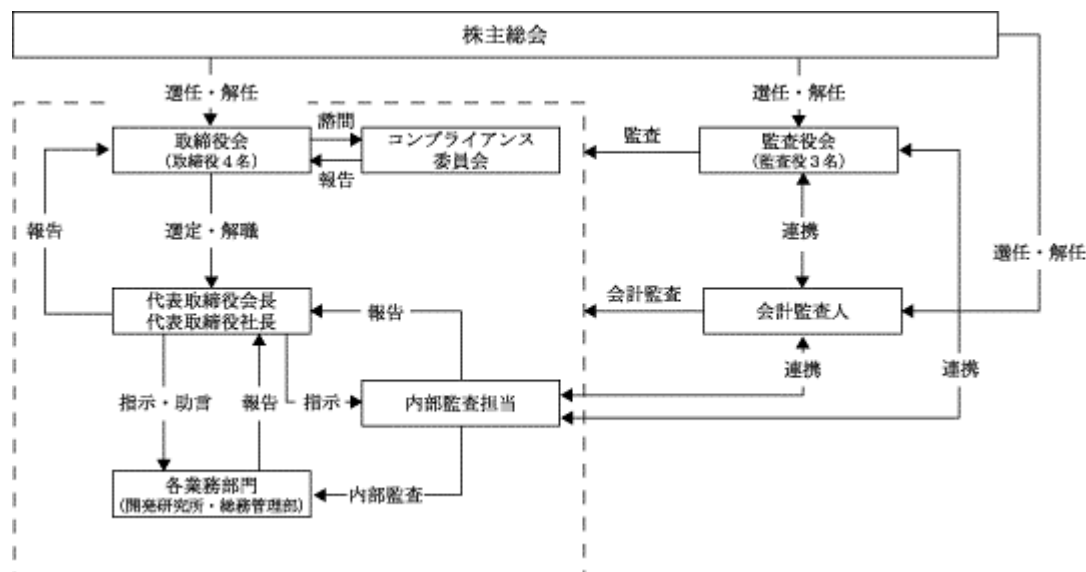 株主総会
選任・解任
選任・解任
諮問
取締役会
(取締役4名)
コンプライアンス
委員会
監査
監査役会
(監査役3名)
報告
報告
選定・解職
連携
選任・解任
会計監査
代表取締役会長
代表取締役社長
報告
会計監査人
連携
連携
指示・助言
報告
指示
内部監査担当
各業務部門
(開発研究所・総務管理部)
内部監査